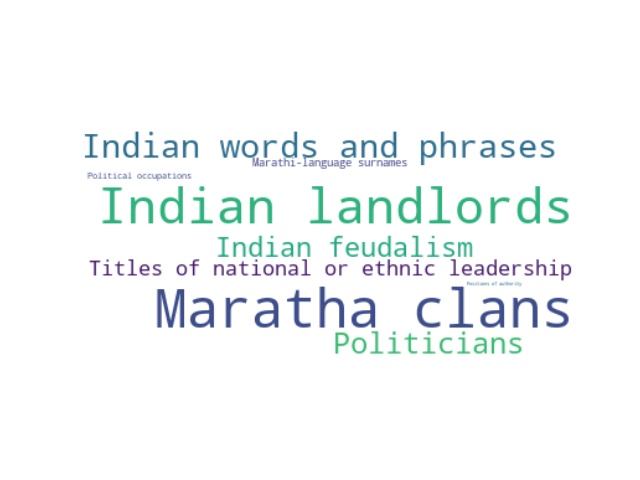 Indian words and phrases
Marathi-language surnames
Political occupations
Indian landlords
Indian feudalism
Titles of national or ethnic leadership
Positions of authority
Maratha clans
Politicians